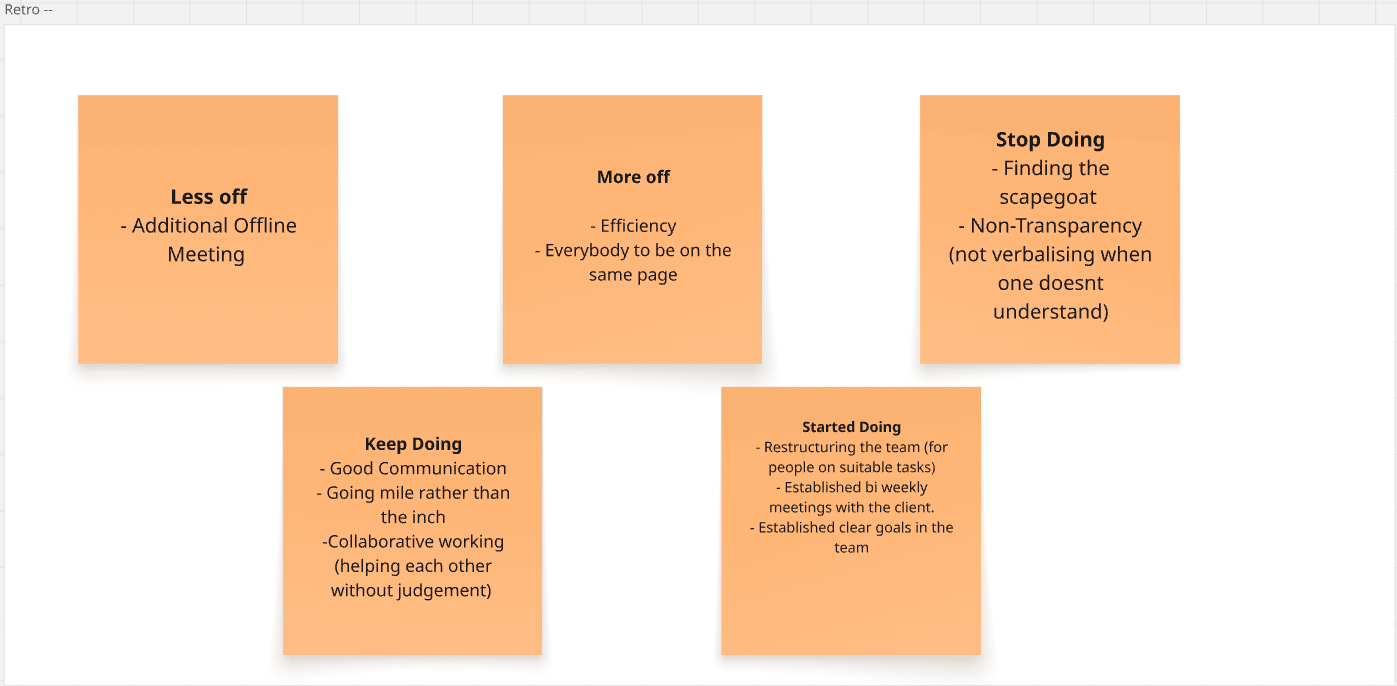 Retro --
Less off
- Additional Offline
Meeting
More off
- Efficiency
- Everybody to be on the
same page
Stop Doing
- Finding the
scapegoat
- Non-Transparency
(not verbalising when
one doesnt
understand)
Keep Doing
- Good Communication
- Going mile rather than
the inch
-Collaborative working
(helping each other
without judgement)
Started Doing
- Restructuring the team (for
people on suitable tasks)
- Established bi weekly
meetings with the client.
- Established clear goals in the
team